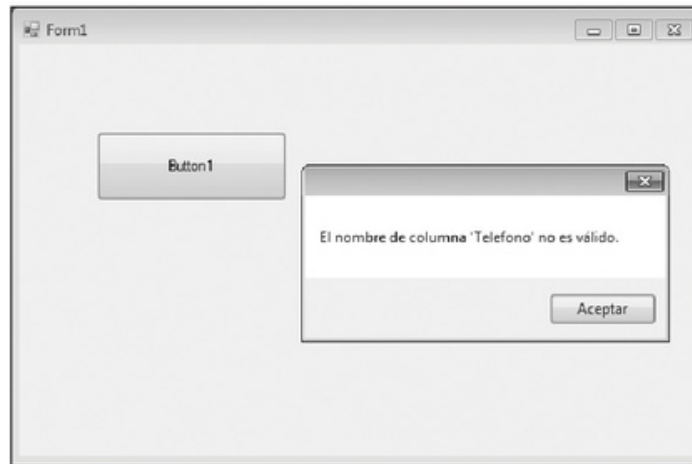 Form1
Button1
El nombre de columna 'Telefono' no es válido.
Aceptar